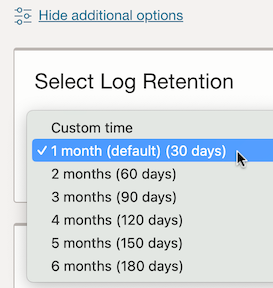 Hide additional options
Select Log Retention
Custom time
✓ 1 month (default) (30 days)
2 months (60 days)
3 months (90 days)
4 months (120 days)
5 months (150 days)
6 months (180 days)